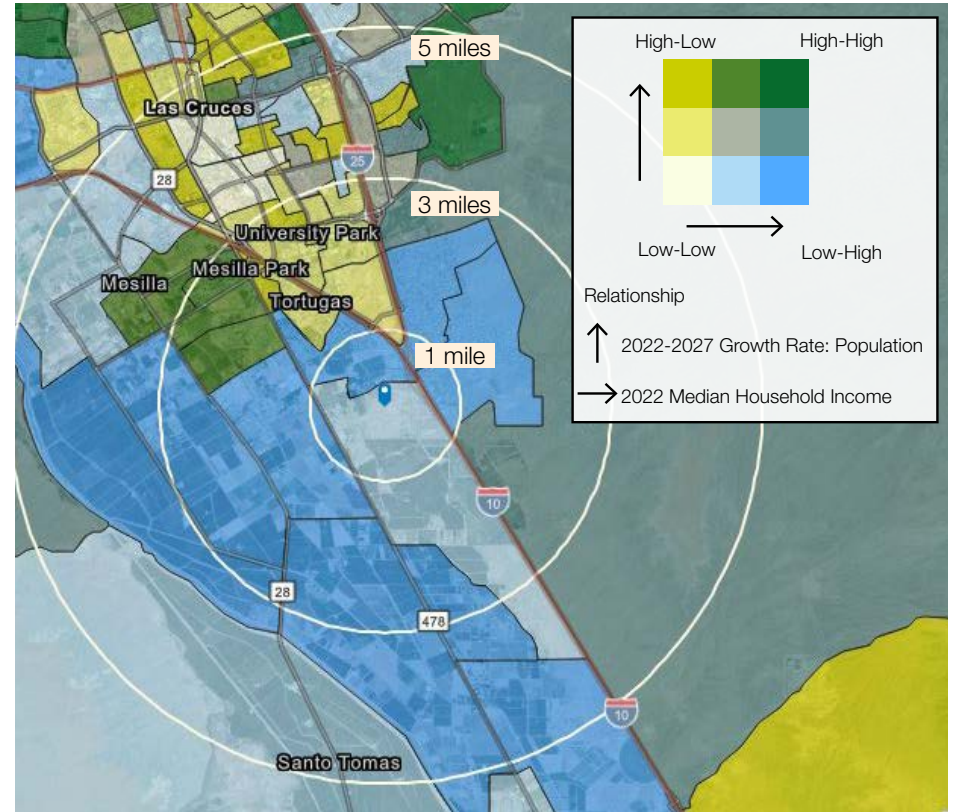 5 miles
High-Low
High-High
Las Cruces
25
28
3 miles
University Park
Low-Low
Low-High
Mesilla Park
Mesilla
Tortugas
Relationship
2022-2027 Growth Rate: Population
1 mile
2022 Median Household Income
10
28
478
10
Santo Tomas